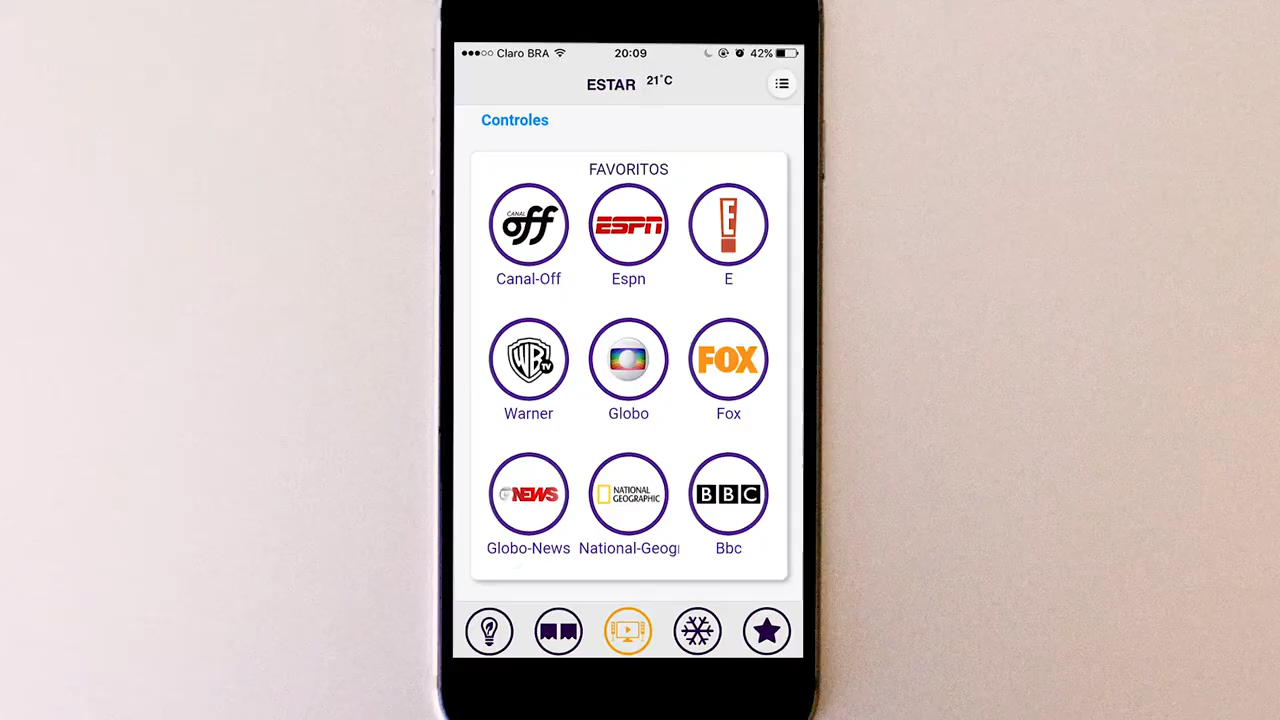 Claro BRA 20:09 42%
ESTAR 21°C
Controles
FAVORITOS
CANAL off ESPN E!
Canal-Off Espn E
WB TV FOX
Warner Globo Fox
NEWS NATIONAL GEOGRAPHIC BBC
Globo-News National-Geogr Bbc